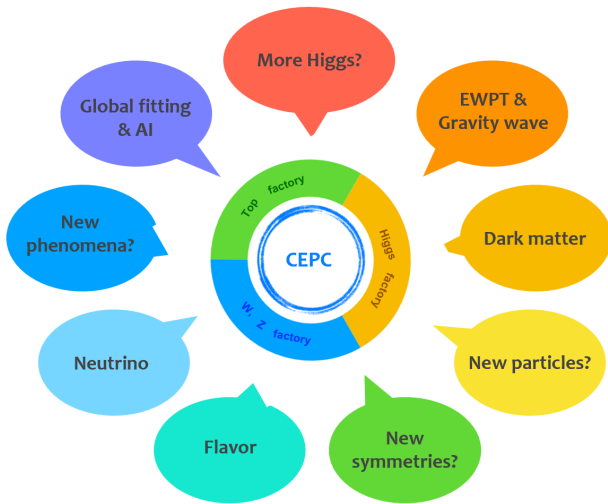 More Higgs?
Global fitting
& AI
EWPT &
Gravity wave
Top factory
Higgs factory
New
phenomena?
CEPC
Dark matter
W, Z factory
Neutrino
New particles?
Flavor
New
symmetries?